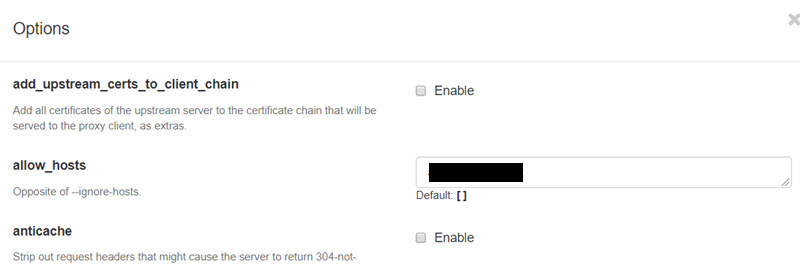 Options
add_upstream_certs_to_client_chain
Enable
Add all certificates of the upstream server to the certificate chain that will be
served to the proxy client, as extras.
allow_hosts
Opposite of --ignore-hosts.
Default: [ ]
anticache
Enable
Strip out request headers that might cause the server to return 304-not-